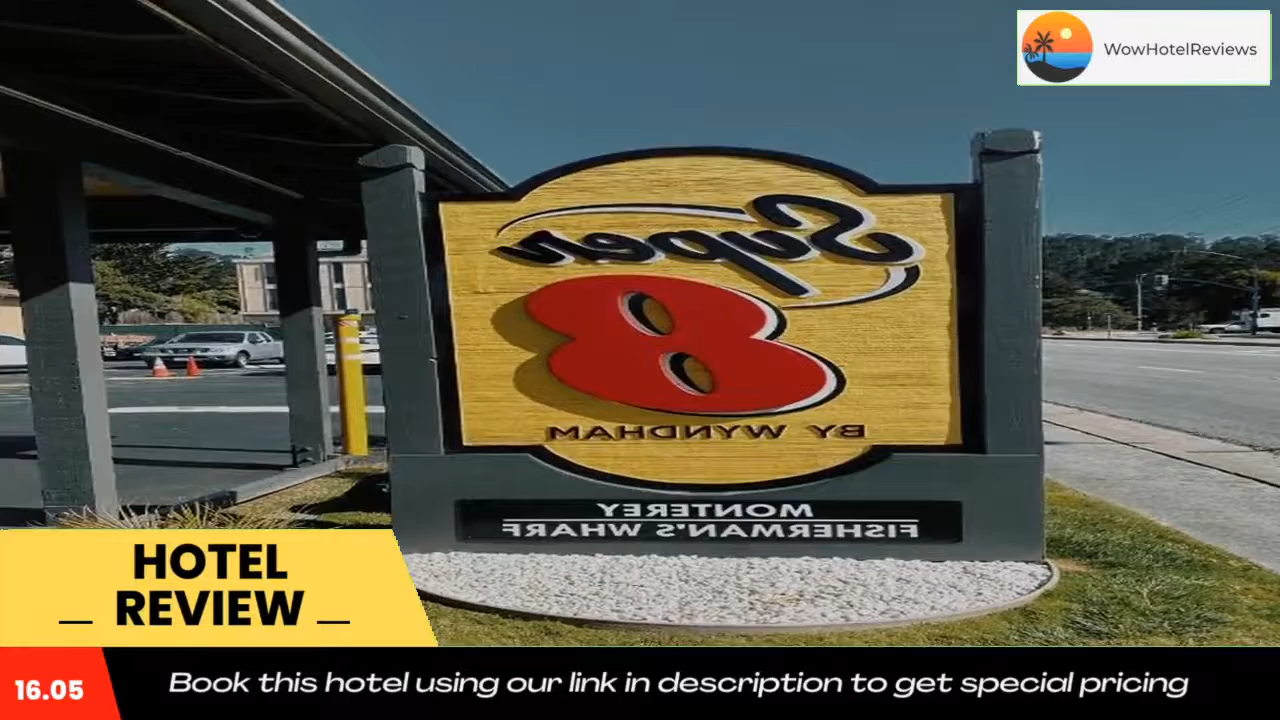 WowHotelReviews
Super
8
BY WYNDHAM
MONTEREY
FISHERMAN'S WHARF
HOTEL
REVIEW
16.05
Book this hotel using our link in description to get special pricing